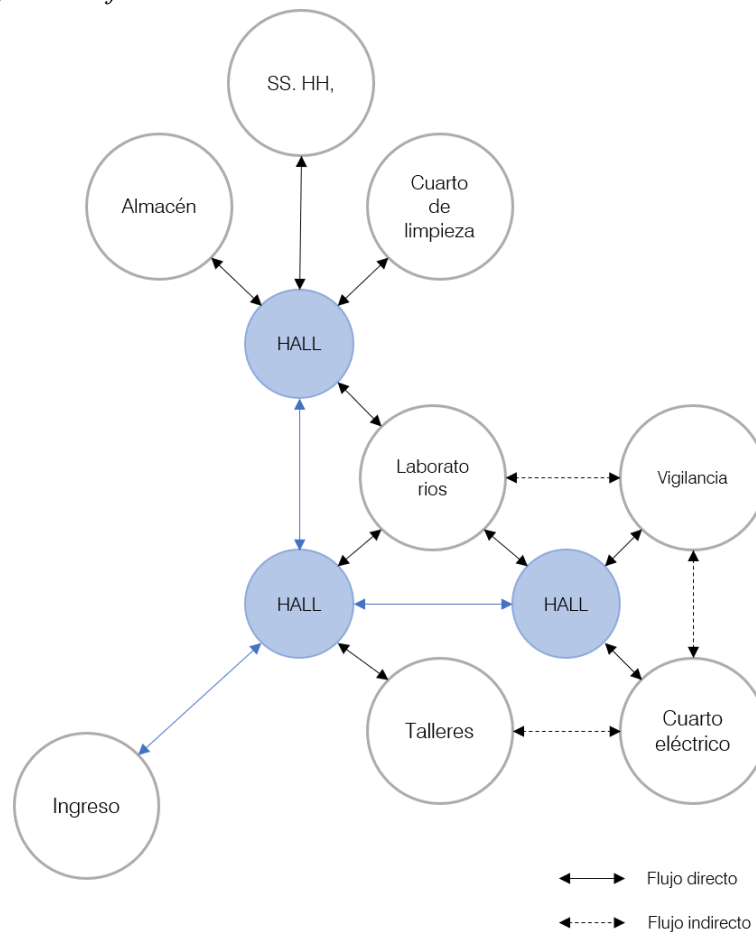 SS. HH,
Almacén
Cuarto
de
limpieza
HALL
Laborato
rios
Vigilancia
HALL
HALL
Talleres
Cuarto
eléctrico
Ingreso
Flujo directo
Flujo indirecto